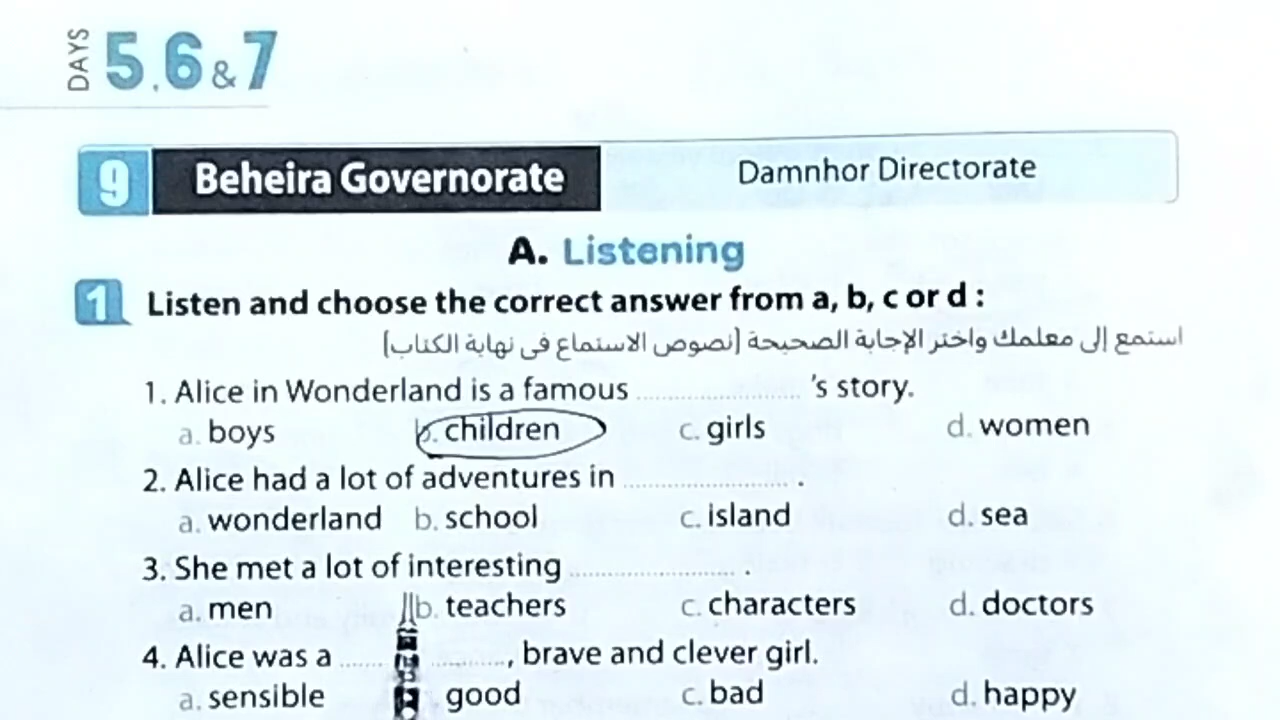 DAYS 5,6 & 7
9 Beheira Governorate Damnhor Directorate
A. Listening
1 Listen and choose the correct answer from a, b, c or d :
استمع إلى معلمك واختر الإجابة الصحيحة (نصوص الاستماع فى نهاية الكتاب)
1. Alice in Wonderland is a famous .................... 's story.
a. boys b. children c. girls d. women
2. Alice had a lot of adventures in .................... .
a. wonderland b. school c. island d. sea
3. She met a lot of interesting .................... .
a. men b. teachers c. characters d. doctors
4. Alice was a .................... , brave and clever girl.
a. sensible good c. bad d. happy